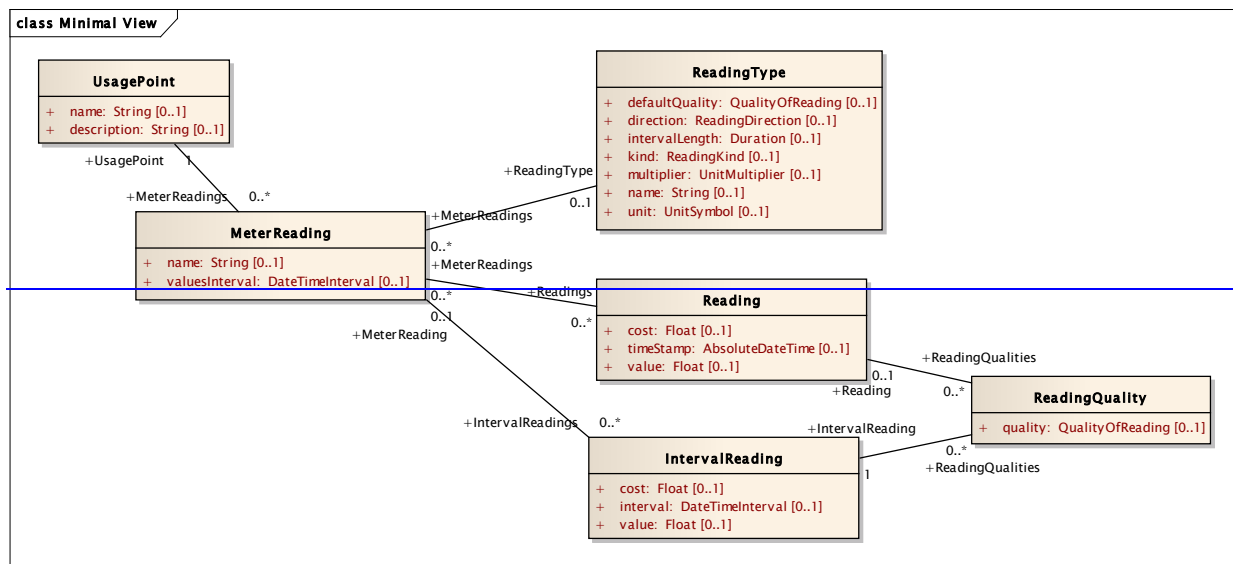 class Minimal View
UsagePoint
+ name: String [0..1]
+ description: String [0..1]
+UsagePoint 1
+MeterReadings 0..*
MeterReading
+ name: String [0..1]
+ valuesInterval: DateTimeInterval [0..1]
ReadingType
+ defaultQuality: QualityOfReading [0..1]
+ direction: ReadingDirection [0..1]
+ intervalLength: Duration [0..1]
+ kind: ReadingKind [0..1]
+ multiplier: UnitMultiplier [0..1]
+ name: String [0..1]
+ unit: UnitSymbol [0..1]
+ReadingType
0..1
+MeterReadings
0..*
+MeterReadings
0..*
+Readings
0..*
0..1
+MeterReading
Reading
+ cost: Float [0..1]
+ timeStamp: AbsoluteDateTime [0..1]
+ value: Float [0..1]
+ReadingQualities
0..1
+Reading
0..*
ReadingQuality
+ quality: QualityOfReading [0..1]
+IntervalReadings 0..*
+IntervalReading
0..*
1
+ReadingQualities
IntervalReading
+ cost: Float [0..1]
+ interval: DateTimeInterval [0..1]
+ value: Float [0..1]